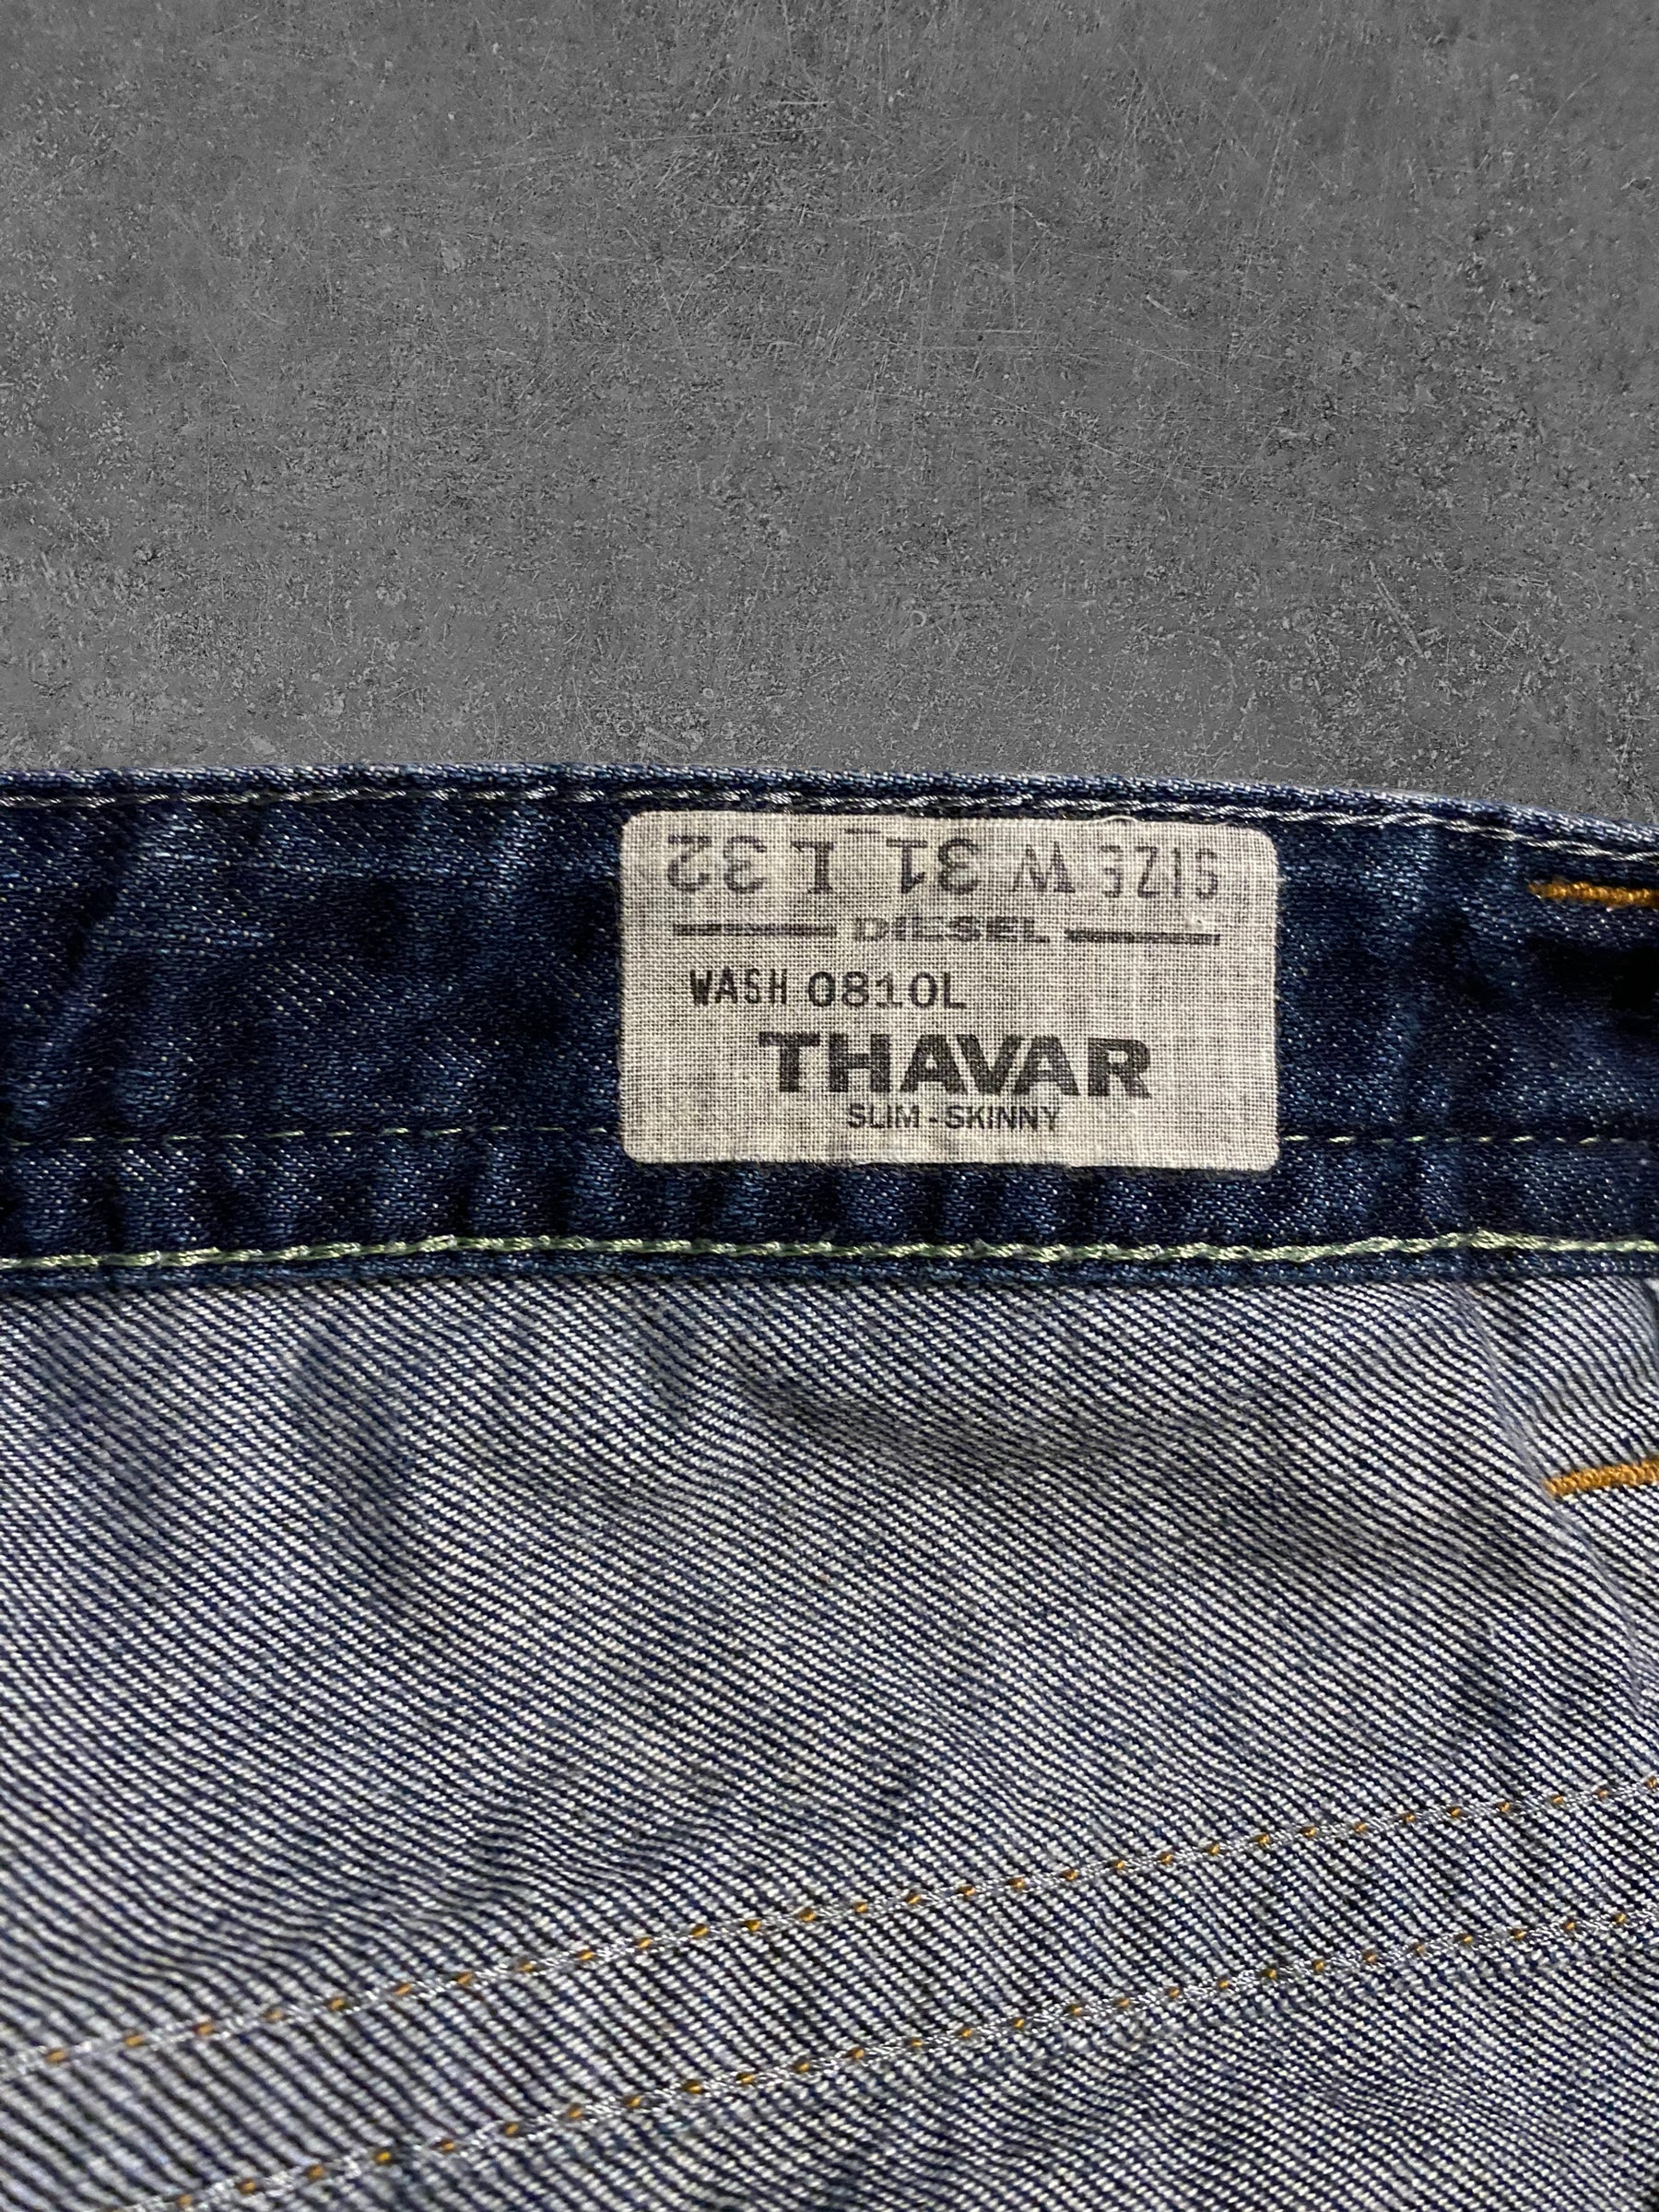 SIZE W 31 L 32
DIESEL
WASH 0810L
THAVAR
SLIM - SKINNY